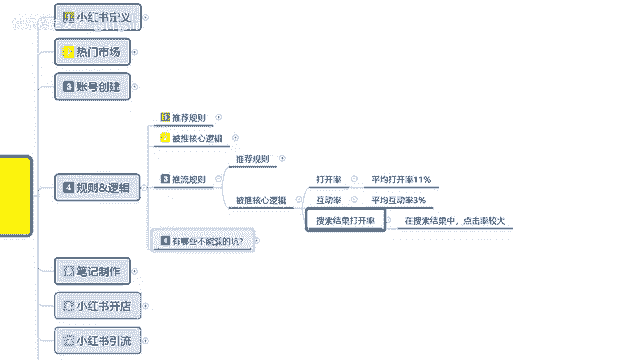 小红书定义
热门市场
3 账号创建
推荐规则
被推核心逻辑
推荐规则
4 规则&逻辑
3 推流规则
打开率
平均打开率11%
被推核心逻辑
互动率
平均互动率3%
搜素结果打开率
在搜素结果中，点击率较大
4 有哪些不能踩的坑？
笔记制作
小红书开店
小红书引流